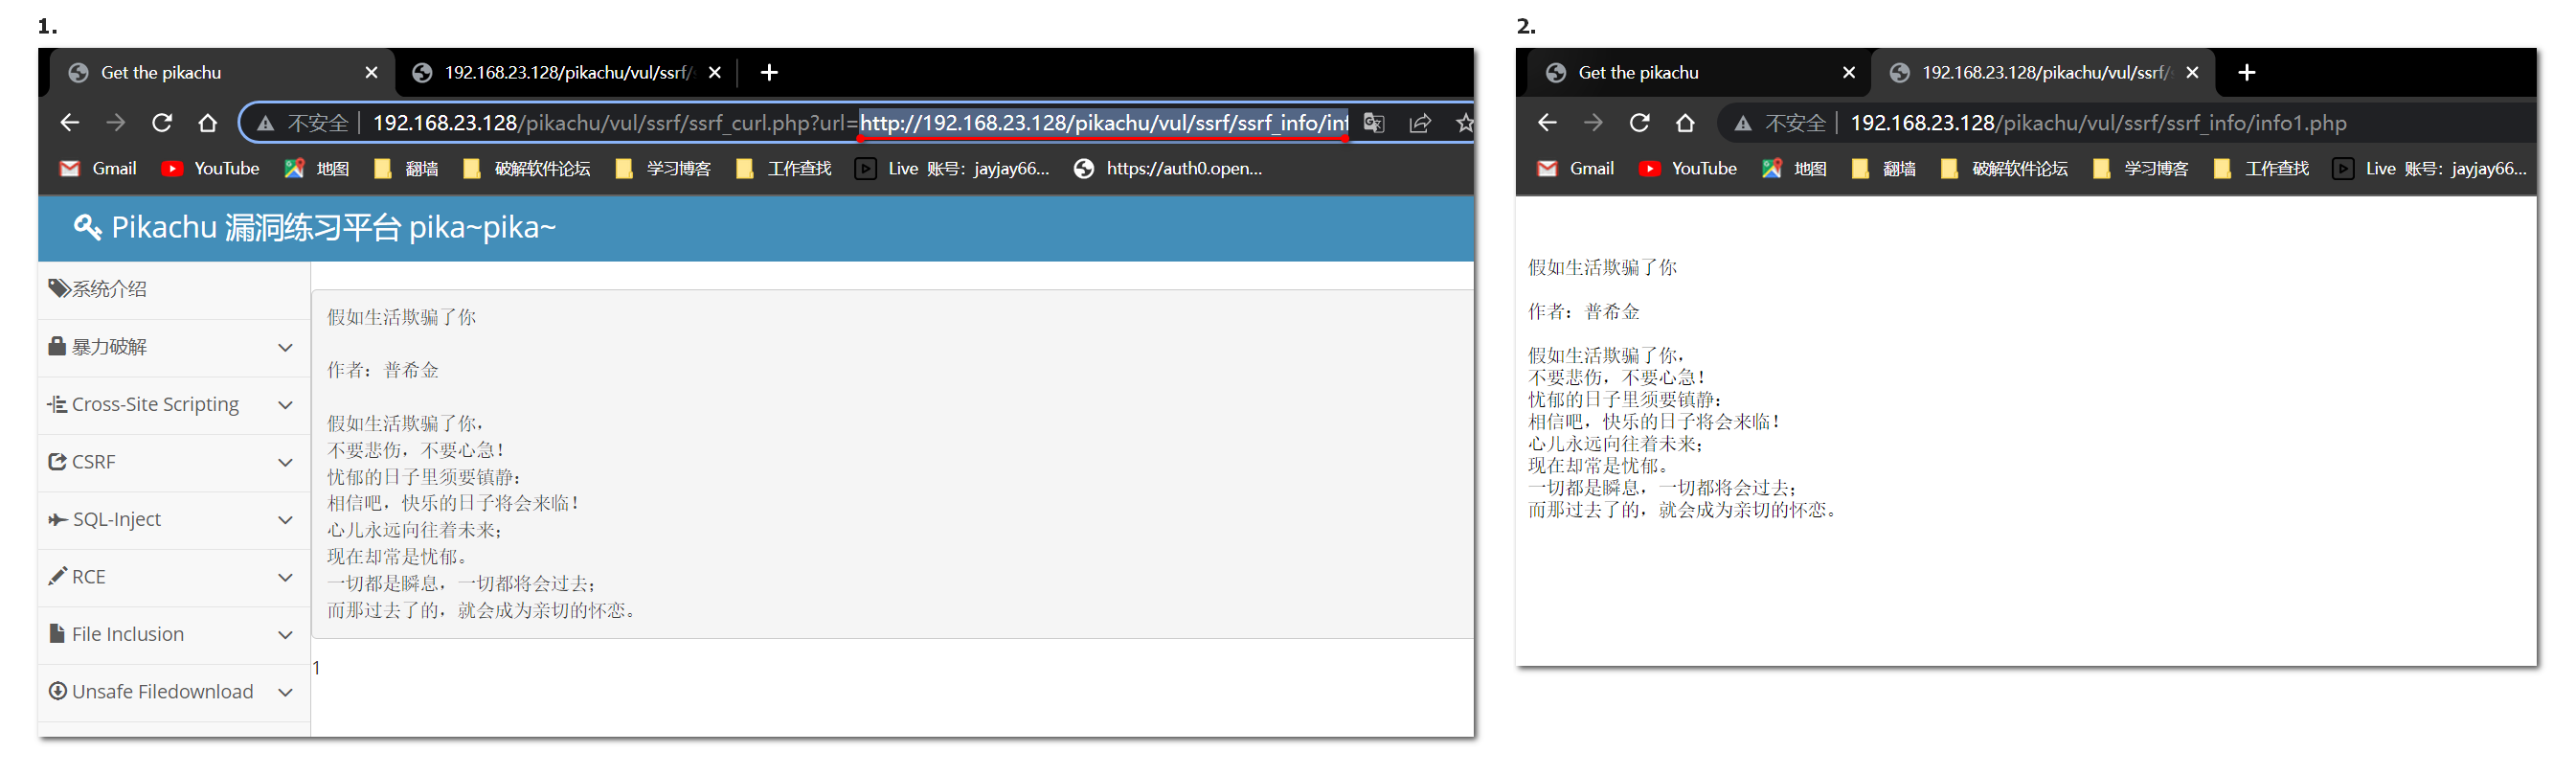 1.
Get the pikachu
192.168.23.128/pikachu/vul/ssrf/
不安全 192.168.23.128/pikachu/vul/ssrf/ssrf_curl.php?url=http://192.168.23.128/pikachu/vul/ssrf/ssrf_info/inf
Gmail YouTube 地图 翻墙 破解软件论坛 学习博客 工作查找 Live 账号：jayjay66... https://auth0.open...
Pikachu 漏洞练习平台 pika~pika~
系统介绍
暴力破解
Cross-Site Scripting
CSRF
SQL-Inject
RCE
File Inclusion
Unsafe Filedownload
假如生活欺骗了你
作者：普希金
假如生活欺骗了你，
不要悲伤，不要心急！
忧郁的日子里须要镇静：
相信吧，快乐的日子将会来临！
心儿永远向往着未来；
现在却常是忧郁。
一切都是瞬息，一切都将会过去；
而那过去了的，就会成为亲切的怀恋。
1
2.
Get the pikachu
192.168.23.128/pikachu/vul/ssrf/
不安全 192.168.23.128/pikachu/vul/ssrf/ssrf_info/info1.php
Gmail YouTube 地图 翻墙 破解软件论坛 学习博客 工作查找 Live 账号：jayjay66...
假如生活欺骗了你
作者：普希金
假如生活欺骗了你，
不要悲伤，不要心急！
忧郁的日子里须要镇静：
相信吧，快乐的日子将会来临！
心儿永远向往着未来；
现在却常是忧郁。
一切都是瞬息，一切都将会过去；
而那过去了的，就会成为亲切的怀恋。